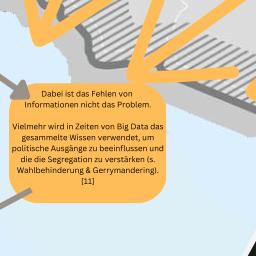 Dabei ist das Fehlen von
Informationen nicht das Problem.
Vielmehr wird in Zeiten von Big Data das
gesammelte Wissen verwendet, um
politische Ausgänge zu beeinflussen und
die die Segregation zu verstärken (s.
Wahlbehinderung & Gerrymandering).
[11]